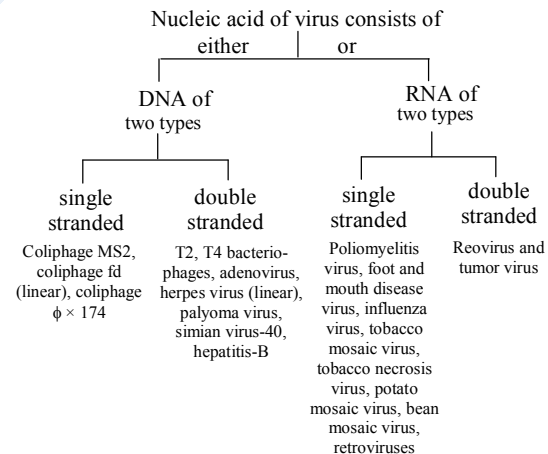 Nucleic acid of virus consists of
either or
DNA of
two types
RNA of
two types
single
stranded
double
stranded
single
stranded
double
stranded
Coliphage MS2,
coliphage fd
(linear), coliphage
ϕ × 174
T2, T4 bacterio-
phages, adenovirus,
herpes virus (linear),
palyoma virus,
simian virus-40,
hepatitis-B
Poliomyelitis
virus, foot and
mouth disease
virus, influenza
virus, tobacco
mosaic virus,
tobacco necrosis
virus, potato
mosaic virus, bean
mosaic virus,
retroviruses
Reovirus and
tumor virus